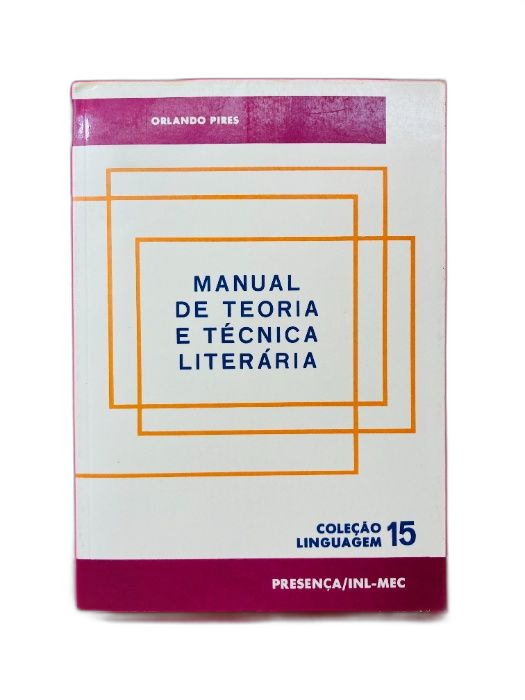 ORLANDO PIRES
MANUAL
DE TEORIA
E TÉCNICA
LITERÁRIA
COLEÇÃO
LINGUAGEM 15
PRESENÇA/INL-MEC